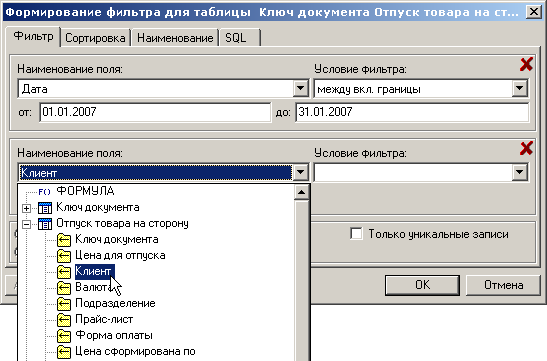 Формирование фильтра для таблицы Ключ документа Отпуск товара на ст...
Фильтр Сортировка Наименование SQL
Наименование поля: Условие фильтра:
Дата между вкл. границы
от: 01.01.2007 до: 31.01.2007
Наименование поля: Условие фильтра:
Клиент
F() ФОРМУЛА
Ключ документа
Отпуск товара на сторону
Ключ документа
Только уникальные записи
Цена для отпуска
Клиент
Валюта
OK Отмена
Подразделение
Прайс-лист
Форма оплаты
Цена сформирована по